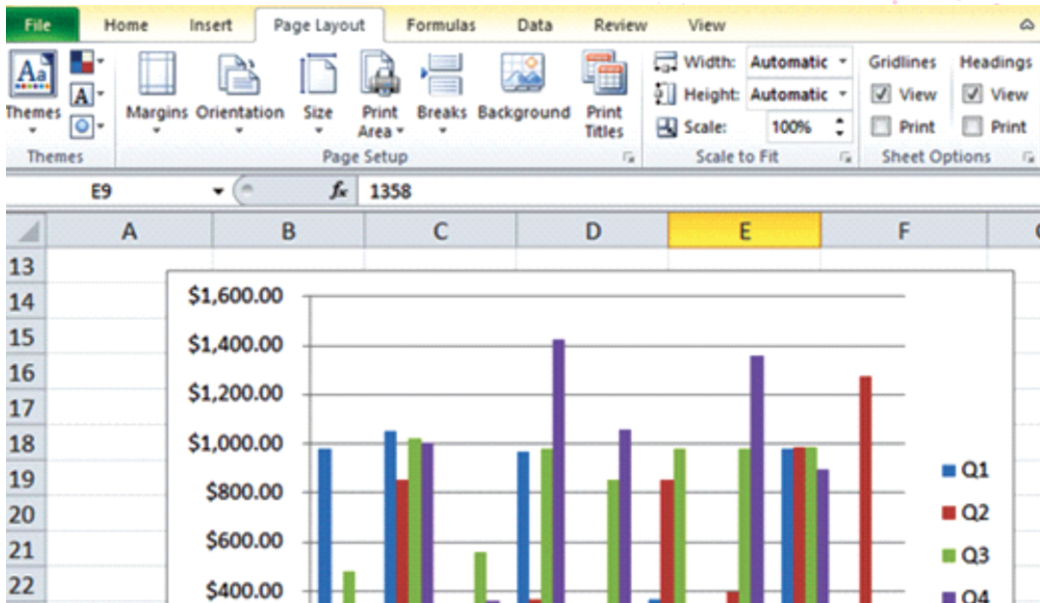 File Home Insert Page Layout Formulas Data Review View
Aa Width: Automatic Gridlines Headings
A Height: Automatic View View
Themes Margins Orientation Size Print Area Breaks Background Print Titles Scale: 100% Print Print
Themes Page Setup Scale to Fit Sheet Options
E9 fx 1358
A B C D E F
13
14 $1,600.00
15 $1,400.00
16
17 $1,200.00
18 $1,000.00
19 Q1
20 $800.00 Q2
21 $600.00 Q3
22 $400.00 Q4